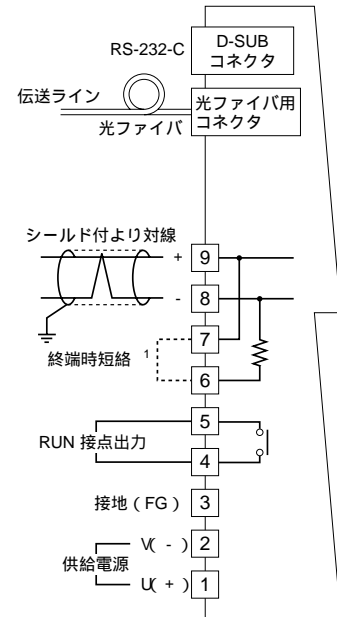 RS-232-C
D-SUB
コネクタ
伝送ライン
光ファイバ
光ファイバ用
コネクタ
シールド付より対線
+ 9
- 8
7
終端時短絡 1
6
5
RUN 接点出力
4
接地(FG) 3
V( - ) 2
供給電源
U( + ) 1